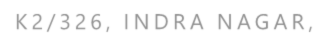 K2/326, INDRA NAGAR,